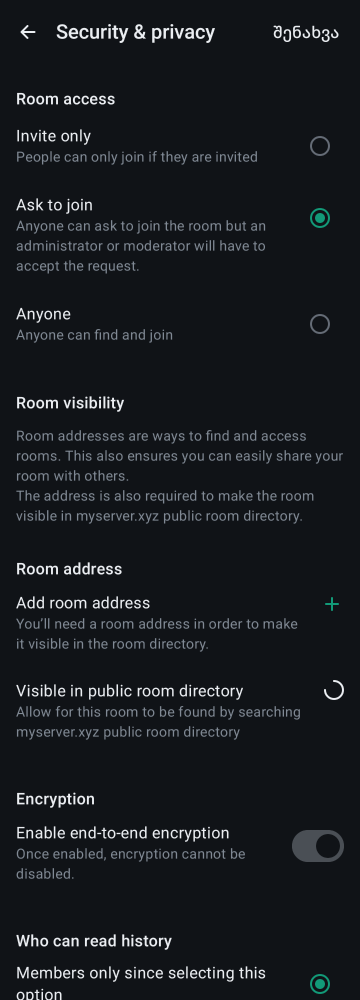 Security & privacy
შენახვა
Room access
Invite only
People can only join if they are invited
Ask to join
Anyone can ask to join the room but an
administrator or moderator will have to
accept the request.
Anyone
Anyone can find and join
Room visibility
Room addresses are ways to find and access
rooms. This also ensures you can easily share your
room with others.
The address is also required to make the room
visible in myserver.xyz public room directory.
Room address
Add room address
You’ll need a room address in order to make
it visible in the room directory.
Visible in public room directory
Allow for this room to be found by searching
myserver.xyz public room directory
Encryption
Enable end-to-end encryption
Once enabled, encryption cannot be
disabled.
Who can read history
Members only since selecting this
option